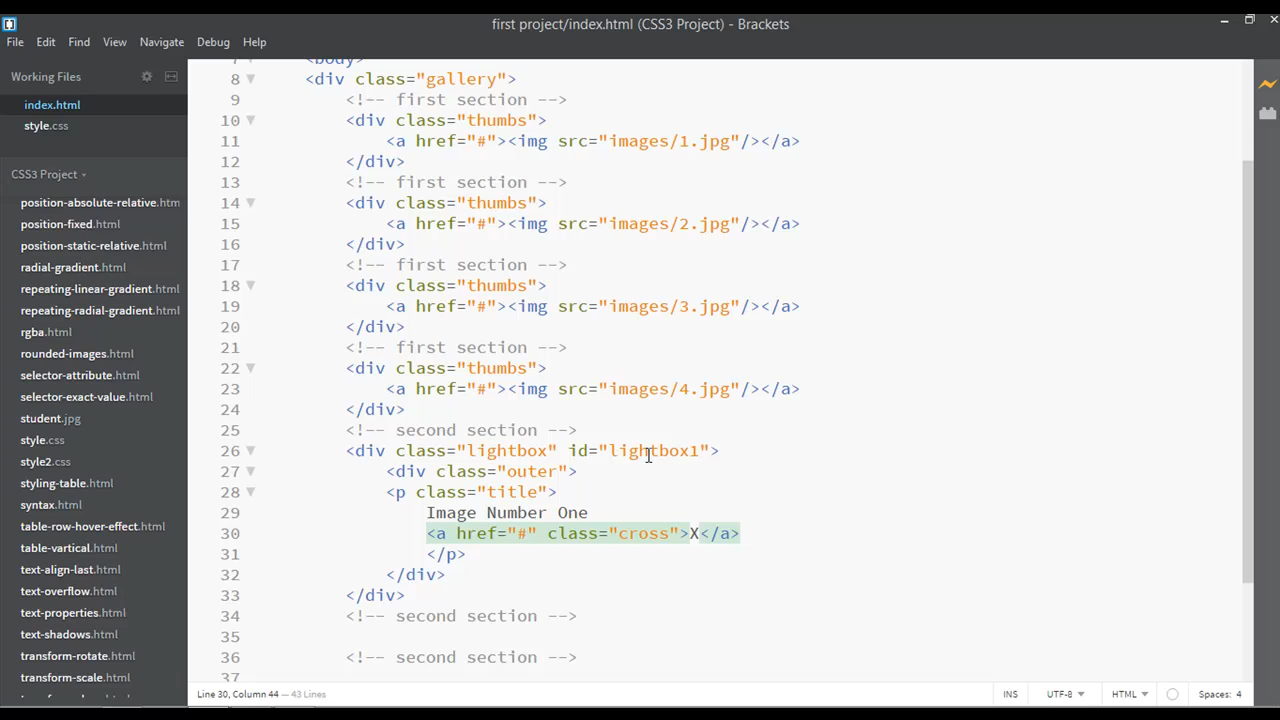 first project/index.html (CSS3 Project) - Brackets
File Edit Find View Navigate Debug Help
Working Files
index.html
style.css
CSS3 Project
position-absolute-relative.htm
position-fixed.html
position-static-relative.html
radial-gradient.html
repeating-linear-gradient.html
repeating-radial-gradient.html
rgba.html
rounded-images.html
selector-attribute.html
selector-exact-value.html
student.jpg
style.css
style2.css
styling-table.html
syntax.html
table-row-hover-effect.html
table-vartical.html
text-align-last.html
text-overflow.html
text-properties.html
text-shadows.html
transform-rotate.html
transform-scale.html
7 <body>
8 <div class="gallery">
9 <!-- first section -->
10 <div class="thumbs">
11 <a href="#"><img src="images/1.jpg"/></a>
12 </div>
13 <!-- first section -->
14 <div class="thumbs">
15 <a href="#"><img src="images/2.jpg"/></a>
16 </div>
17 <!-- first section -->
18 <div class="thumbs">
19 <a href="#"><img src="images/3.jpg"/></a>
20 </div>
21 <!-- first section -->
22 <div class="thumbs">
23 <a href="#"><img src="images/4.jpg"/></a>
24 </div>
25 <!-- second section -->
26 <div class="lightbox" id="lightbox1">
27 <div class="outer">
28 <p class="title">
29 Image Number One
30 <a href="#" class="cross">X</a>
31 </p>
32 </div>
33 </div>
34 <!-- second section -->
35
36 <!-- second section -->
37
Line 30, Column 44 — 43 Lines
INS UTF-8 HTML Spaces: 4